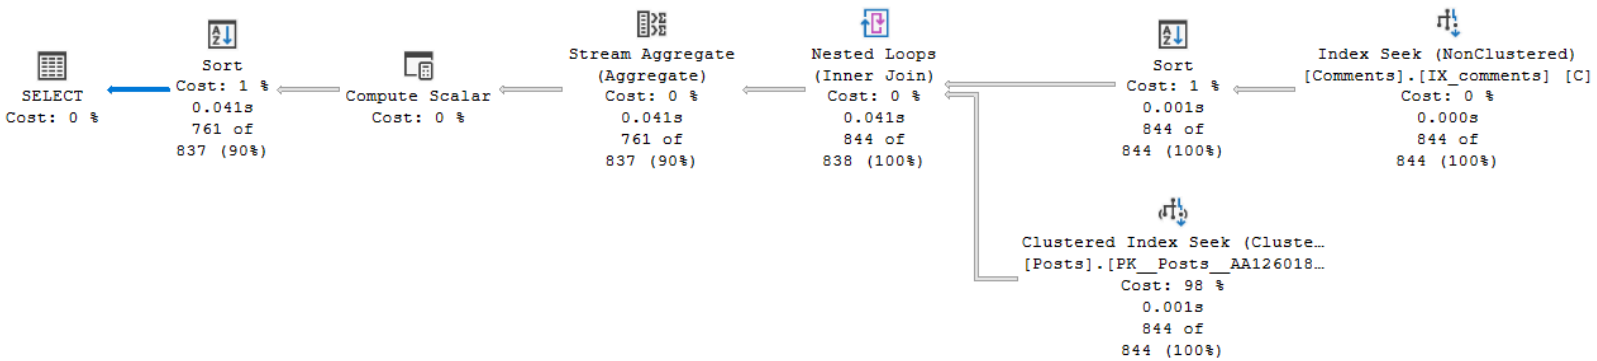 SELECT
Cost: 0 %
Sort
Cost: 1 %
0.041s
761 of
837 (90%)
Compute Scalar
Cost: 0 %
Stream Aggregate
(Aggregate)
Cost: 0 %
0.041s
761 of
837 (90%)
Nested Loops
(Inner Join)
Cost: 0 %
0.041s
844 of
838 (100%)
Sort
Cost: 1 %
0.001s
844 of
844 (100%)
Index Seek (NonClustered)
[Comments].[IX_comments] [C]
Cost: 0 %
0.000s
844 of
844 (100%)
Clustered Index Seek (Cluste…
[Posts].[PK__Posts__AA126018…
Cost: 98 %
0.001s
844 of
844 (100%)